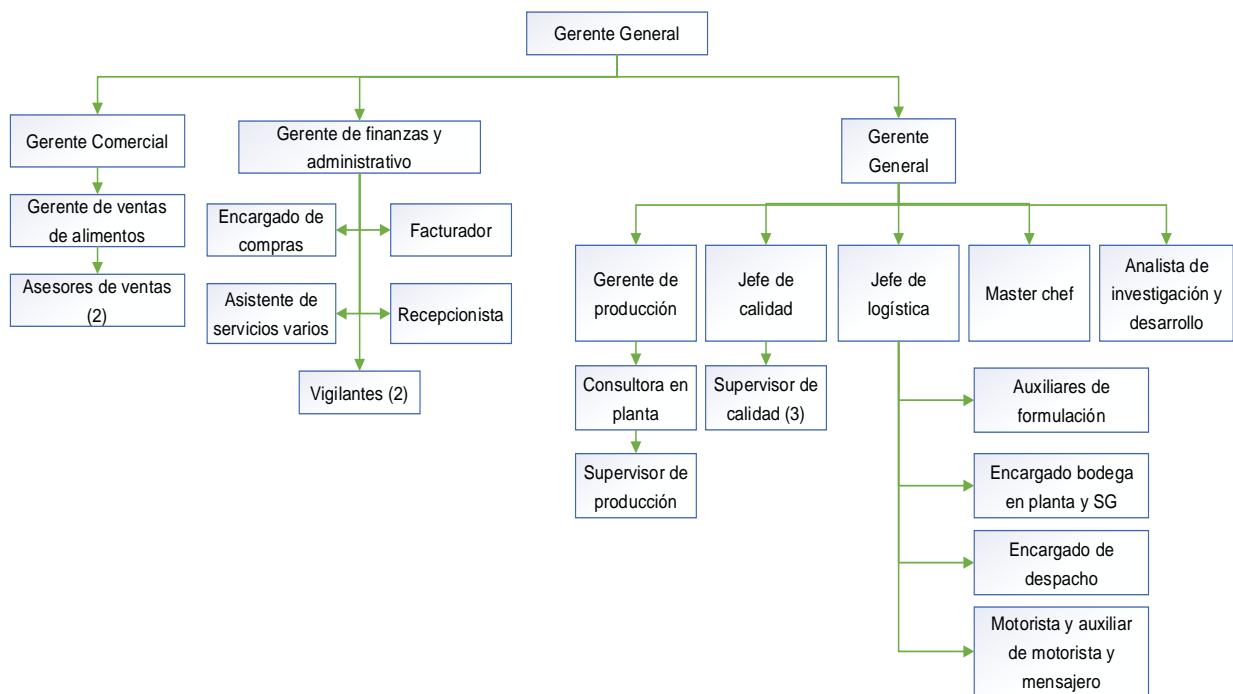 Gerente General
Gerente Comercial
Gerente de ventas
de alimentos
Asesores de ventas
(2)
Gerente de finanzas y
administrativo
Encargado de
compras
Facturador
Asistente de
servicios varios
Recepcionista
Vigilantes (2)
Gerente
General
Gerente de
producción
Consultora en
planta
Supervisor de
producción
Jefe de
calidad
Supervisor de
calidad (3)
Jefe de
logística
Auxiliares de
formulación
Encargado bodega
en planta y SG
Encargado de
despacho
Motorista y auxiliar
de motorista y
mensajero
Master chef
Analista de
investigación y
desarrollo